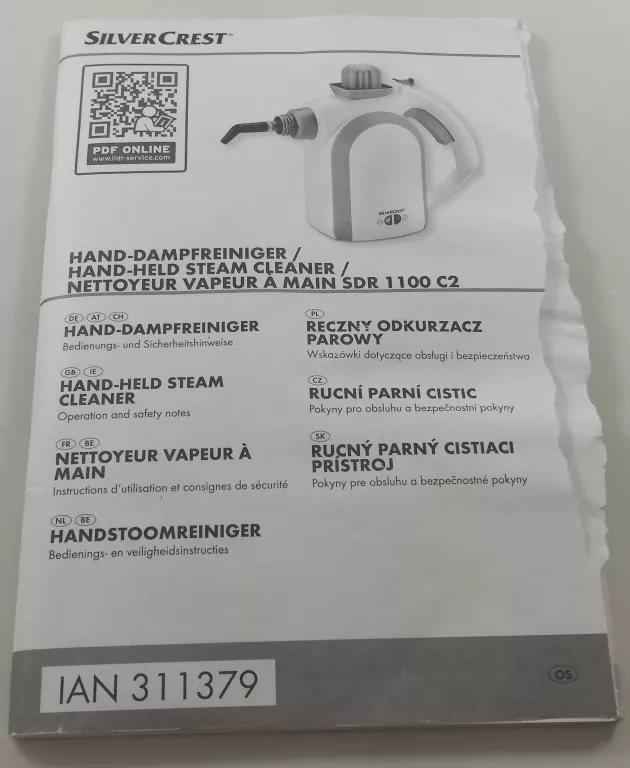 SILVERCREST®
PDF ONLINE
www.lidl-service.com
SILVERCREST
HAND-DAMPFREINIGER /
HAND-HELD STEAM CLEANER /
NETTOYEUR VAPEUR À MAIN SDR 1100 C2
DE AT CH
HAND-DAMPFREINIGER
Bedienungs- und Sicherheitshinweise
GB IE
HAND-HELD STEAM
CLEANER
Operation and safety notes
FR BE
NETTOYEUR VAPEUR À
MAIN
Instructions d'utilisation et consignes de sécurité
NL BE
HANDSTOOMREINIGER
Bedienings- en veiligheidsinstructies
PL
RECZNY ODKURZACZ
PAROWY
Wskazówki dotyczące obsługi i bezpieczeństwa
CZ
RUCNÍ PARNÍ CISTIC
Pokyny pro obsluhu a bezpečnostní pokyny
SK
RUCNÝ PARNÝ CISTIACI
PRÍSTROJ
Pokyny pre obsluhu a bezpečnostné pokyny
IAN 311379
OS